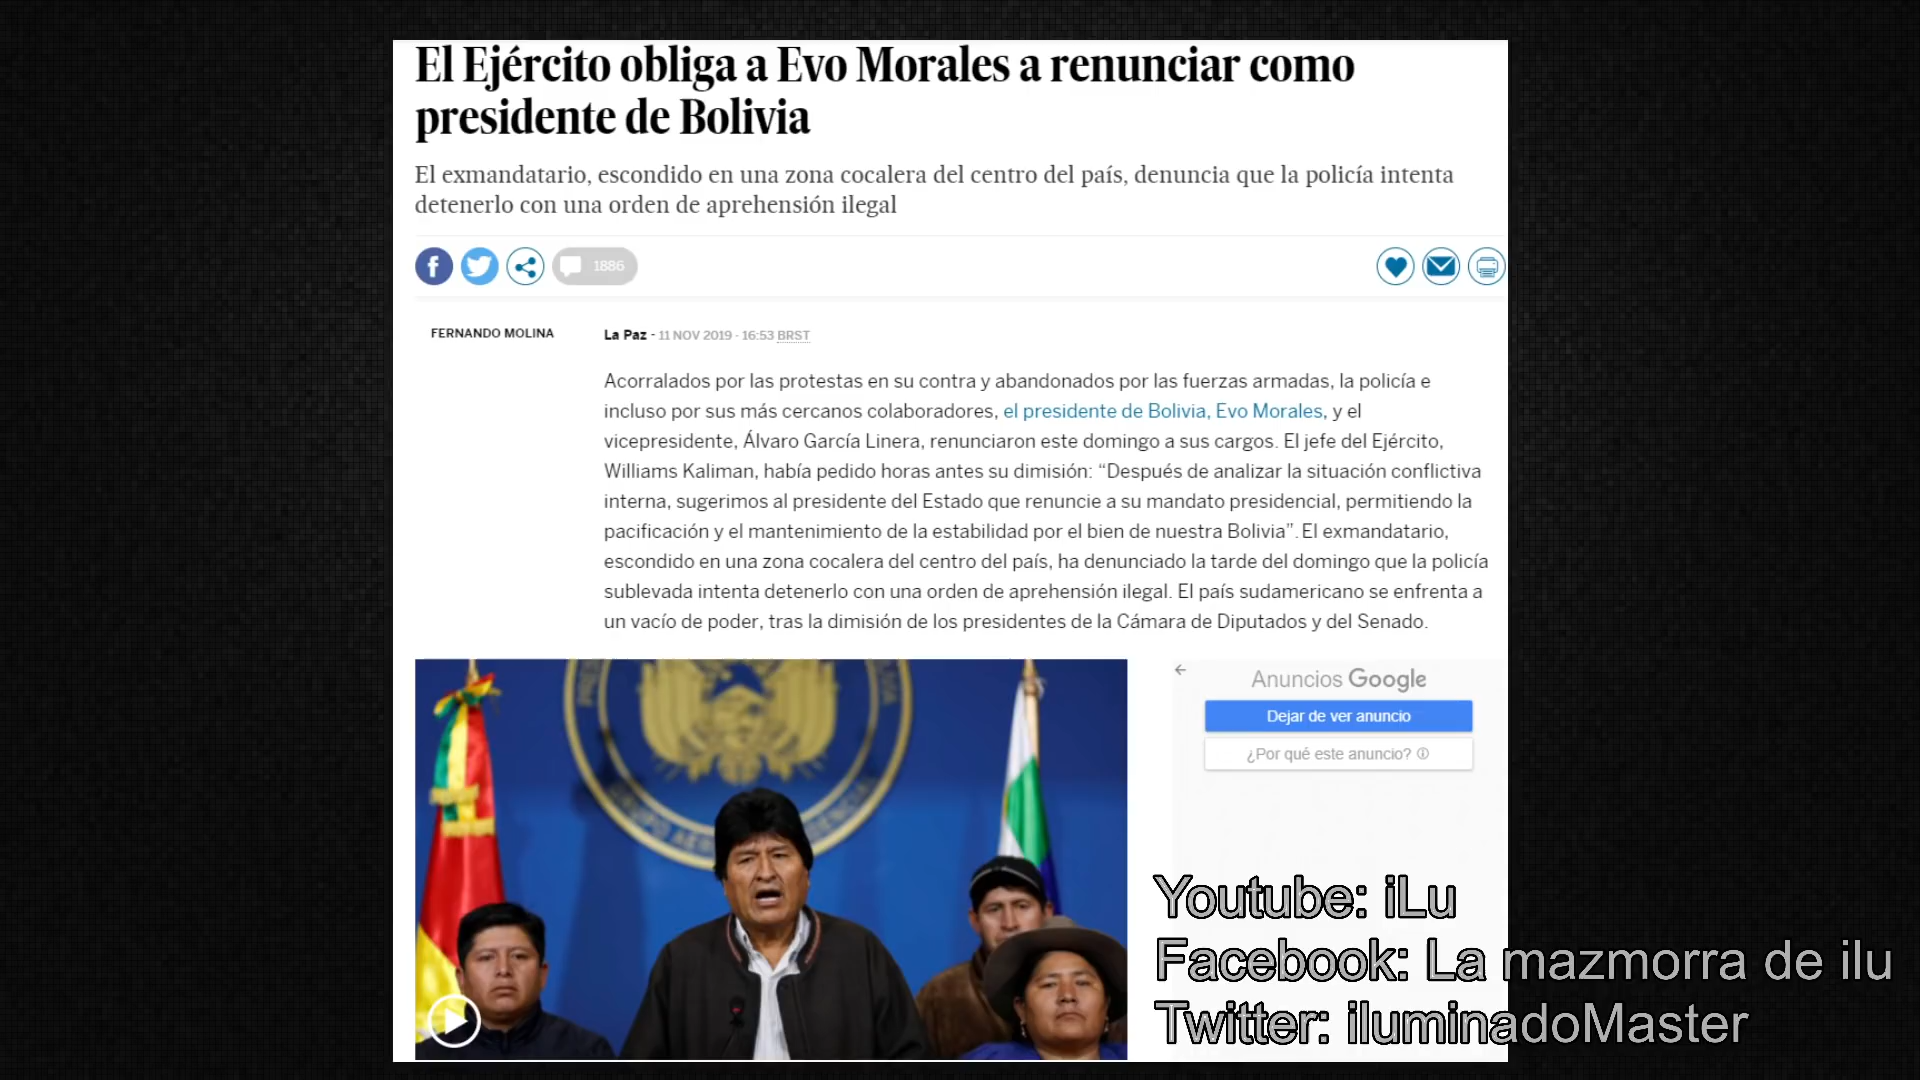 El Ejército obliga a Evo Morales a renunciar como
presidente de Bolivia
El exmandatario, escondido en una zona cocalera del centro del país, denuncia que la policía intenta
detenerlo con una orden de aprehensión ilegal
1886
FERNANDO MOLINA
La Paz - 11 NOV 2019 - 16:53 BRST
Acorralados por las protestas en su contra y abandonados por las fuerzas armadas, la policía e
incluso por sus más cercanos colaboradores, el presidente de Bolivia, Evo Morales, y el
vicepresidente, Álvaro García Linera, renunciaron este domingo a sus cargos. El jefe del Ejército,
Williams Kaliman, había pedido horas antes su dimisión: “Después de analizar la situación conflictiva
interna, sugerimos al presidente del Estado que renuncie a su mandato presidencial, permitiendo la
pacificación y el mantenimiento de la estabilidad por el bien de nuestra Bolivia”. El exmandatario,
escondido en una zona cocalera del centro del país, ha denunciado la tarde del domingo que la policía
sublevada intenta detenerlo con una orden de aprehensión ilegal. El país sudamericano se enfrenta a
un vacío de poder, tras la dimisión de los presidentes de la Cámara de Diputados y del Senado.
Anuncios Google
Dejar de ver anuncio
¿Por qué este anuncio?
Youtube: iLu
Facebook: La mazmorra de ilu
Twitter: iluminadoMaster